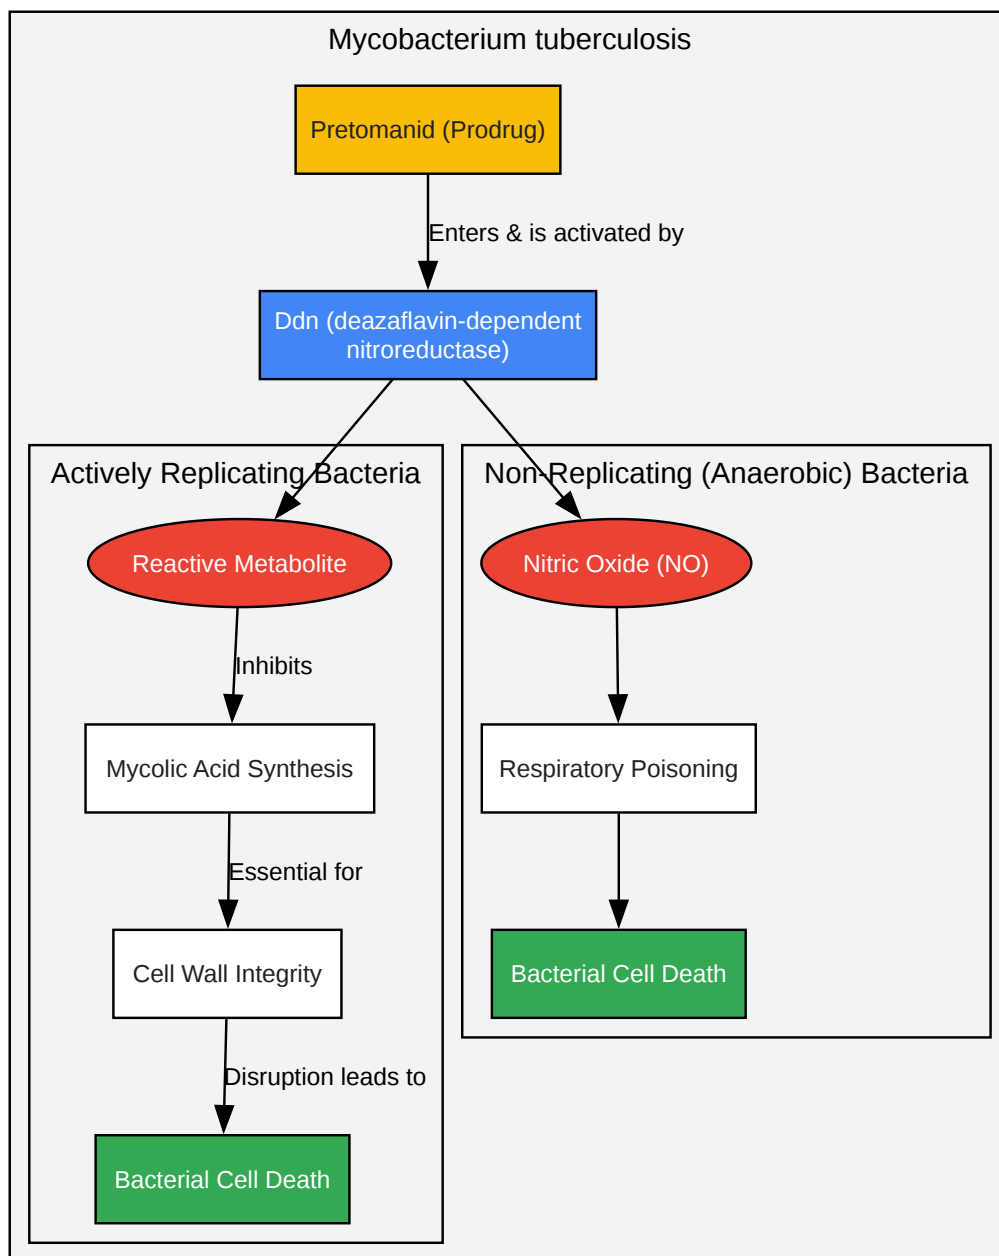 Mycobacterium tuberculosis
Pretomanid (Prodrug)
Enters & is activated by
Ddn (deazaflavin-dependent
nitroreductase)
Actively Replicating Bacteria
Reactive Metabolite
Inhibits
Mycolic Acid Synthesis
Essential for
Cell Wall Integrity
Disruption leads to
Bacterial Cell Death
Non-Replicating (Anaerobic) Bacteria
Nitric Oxide (NO)
Respiratory Poisoning
Bacterial Cell Death